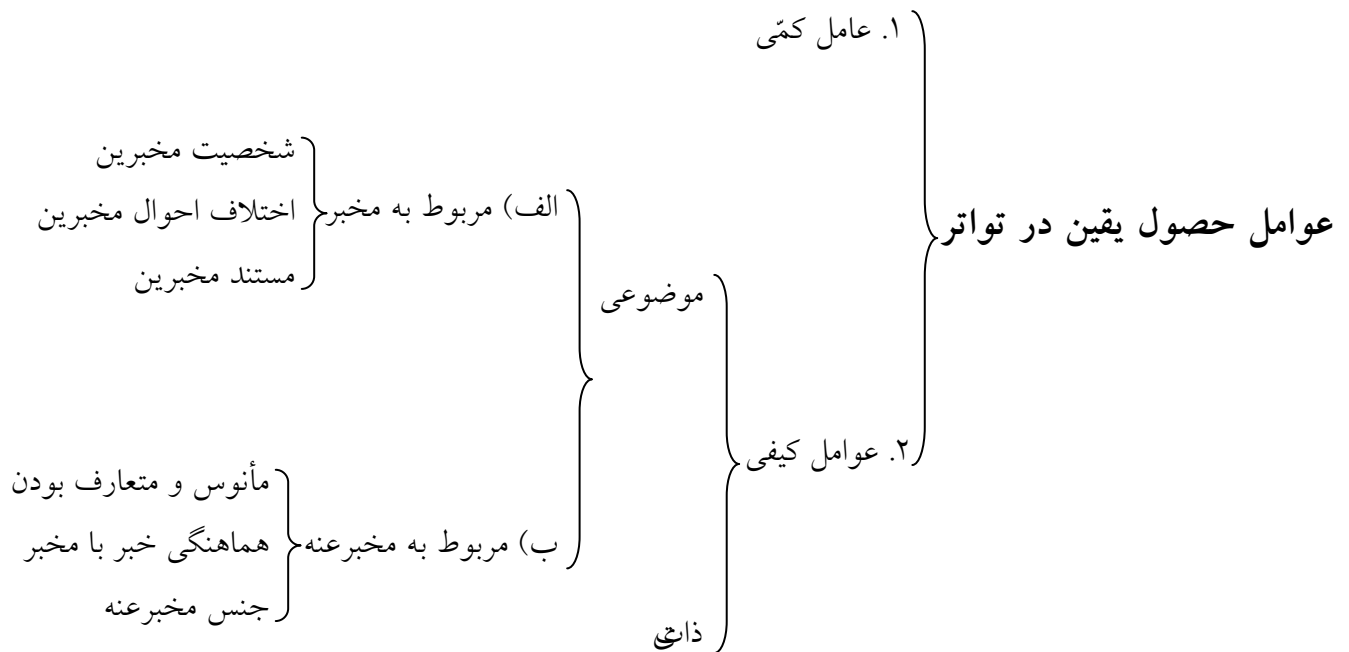 عوامل حصول یقین در تواتر
۱. عامل کمّی
۲. عوامل کیفی
موضوعی
الف) مربوط به مخبر
شخصیت مخبرین
اختلاف احوال مخبرین
مستند مخبرین
ب) مربوط به مخبرعنه
مأنوس و متعارف بودن
هماهنگی خبر با مخبر
جنس مخبرعنه
ذاتی